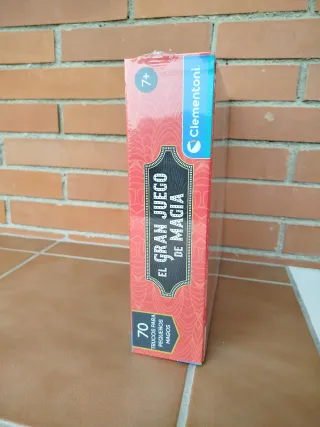 7+
Clementoni
EL GRAN JUEGO
DE MAGIA
70
TRUCOS PARA
PEQUEÑOS
MAGOS